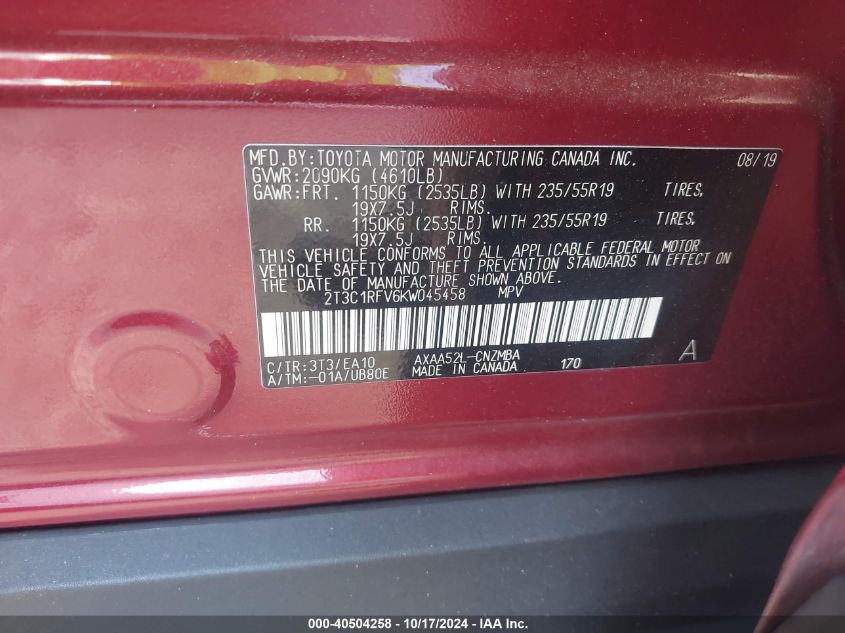 MFD.BY:TOYOTA MOTOR MANUFACTURING CANADA INC. 08/19
GVWR:2090KG (4610LB)
GAWR:FRT. 1150KG (2535LB) WITH 235/55R19 TIRES,
19X7.5J RIMS.
RR. 1150KG (2535LB) WITH 235/55R19 TIRES,
19X7.5J RIMS.
THIS VEHICLE CONFORMS TO ALL APPLICABLE FEDERAL MOTOR
VEHICLE SAFETY AND THEFT PREVENTION STANDARDS IN EFFECT ON
THE DATE OF MANUFACTURE SHOWN ABOVE.
2T3C1RFV6KW045458 MPV
C/TR:3T3/EA10 AXAA52L-CNZMBA
A/TM:-01A/UB80E MADE IN CANADA 170 A
000-40504258 - 10/17/2024 - IAA Inc.